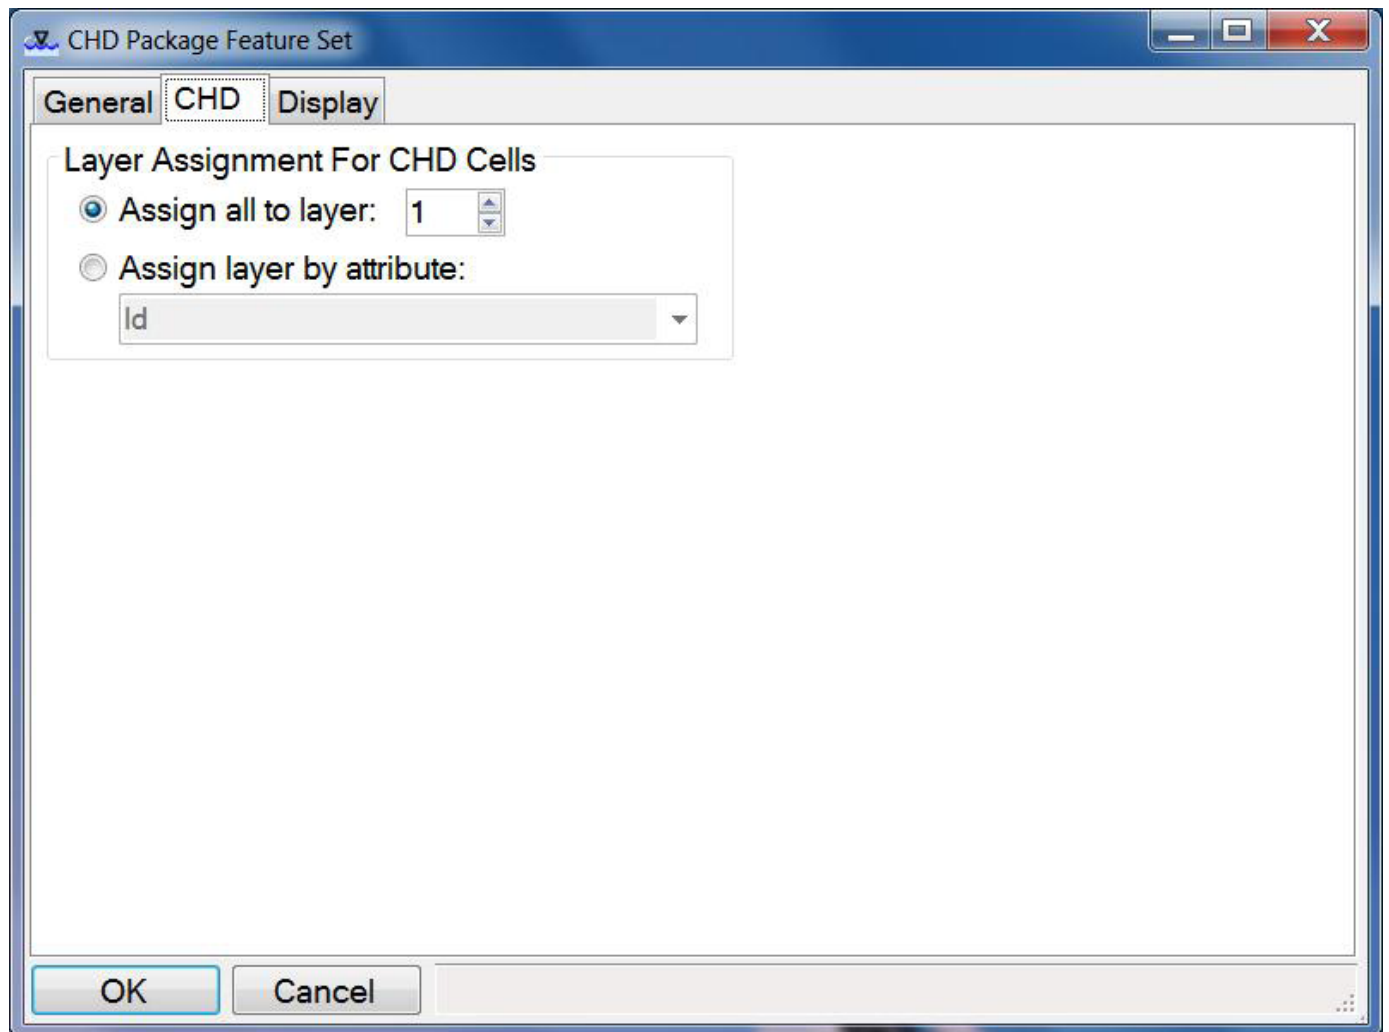 CHD Package Feature Set
General CHD Display
Layer Assignment For CHD Cells
Assign all to layer: 1
Assign layer by attribute:
Id
OK Cancel